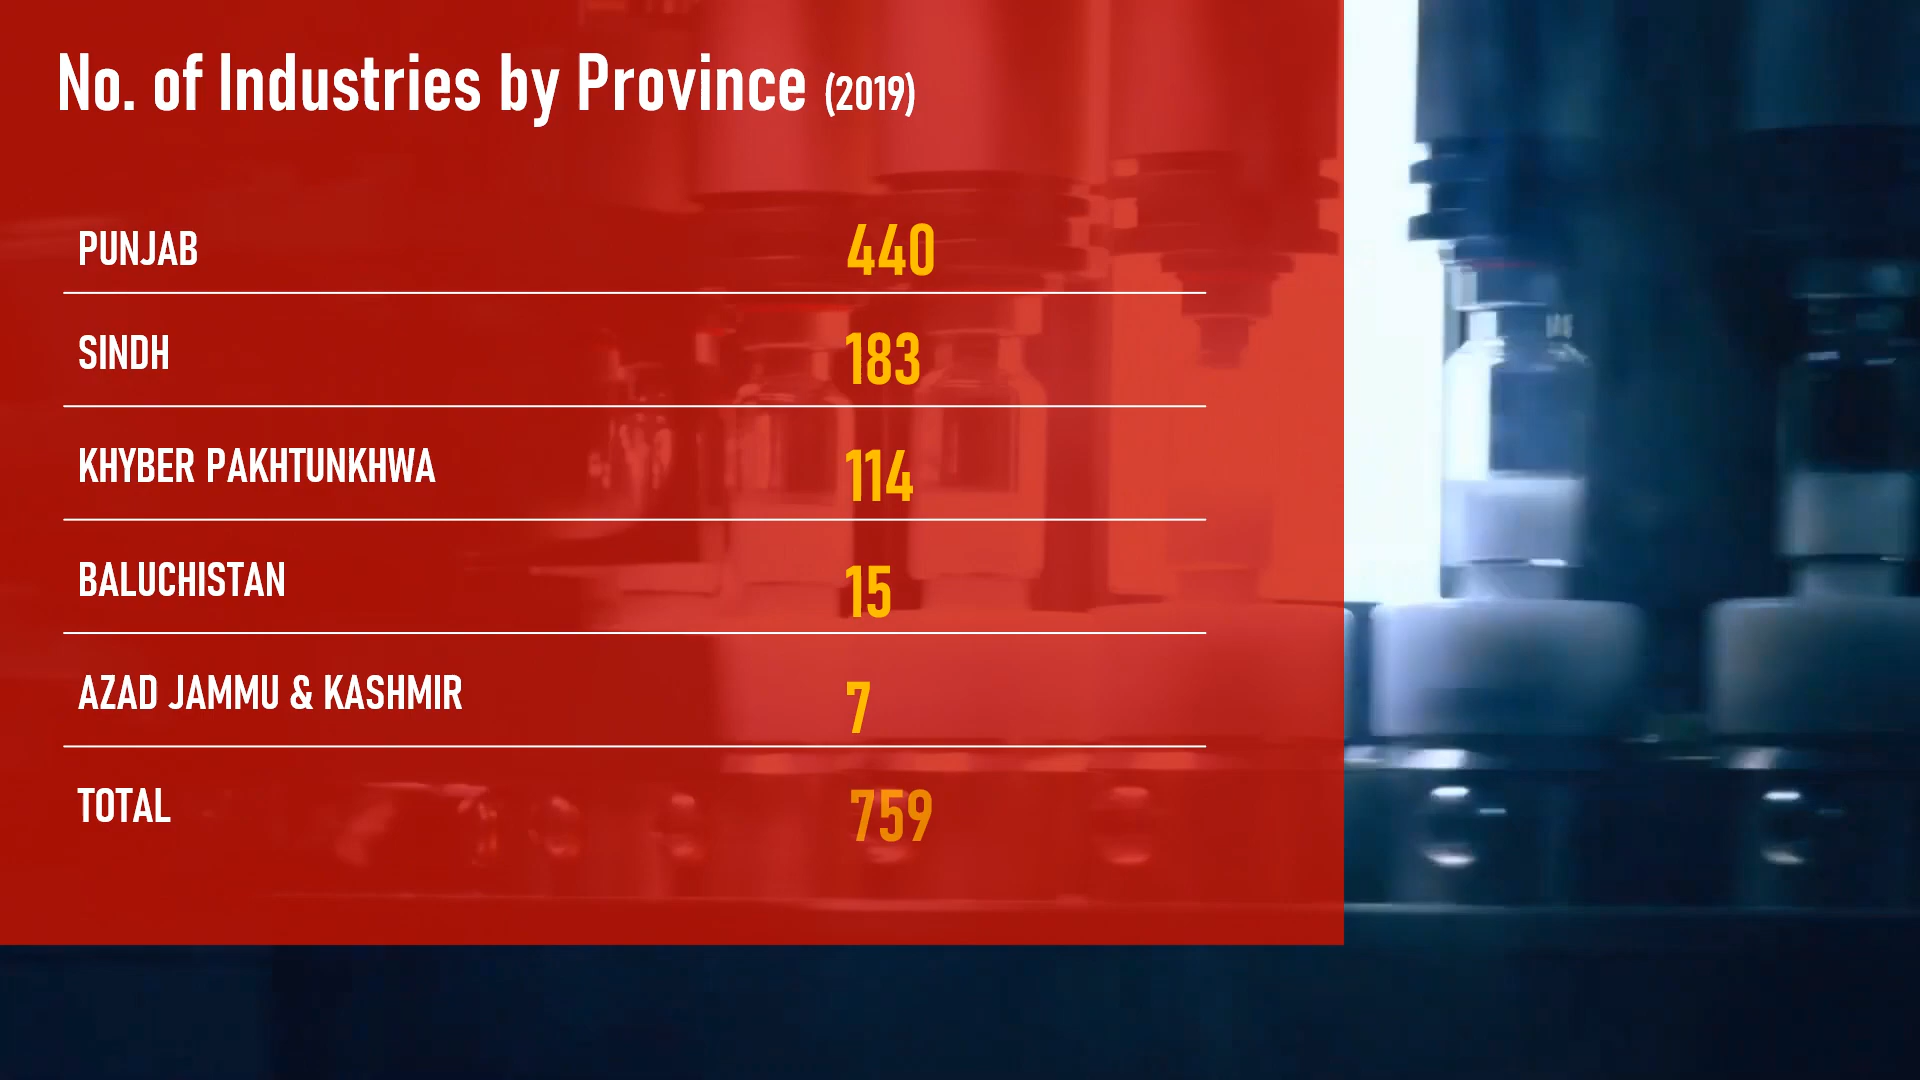 No. of Industries by Province (2019)
PUNJAB 440
SINDH 183
KHYBER PAKHTUNKHWA 114
BALUCHISTAN 15
AZAD JAMMU & KASHMIR 7
TOTAL 759